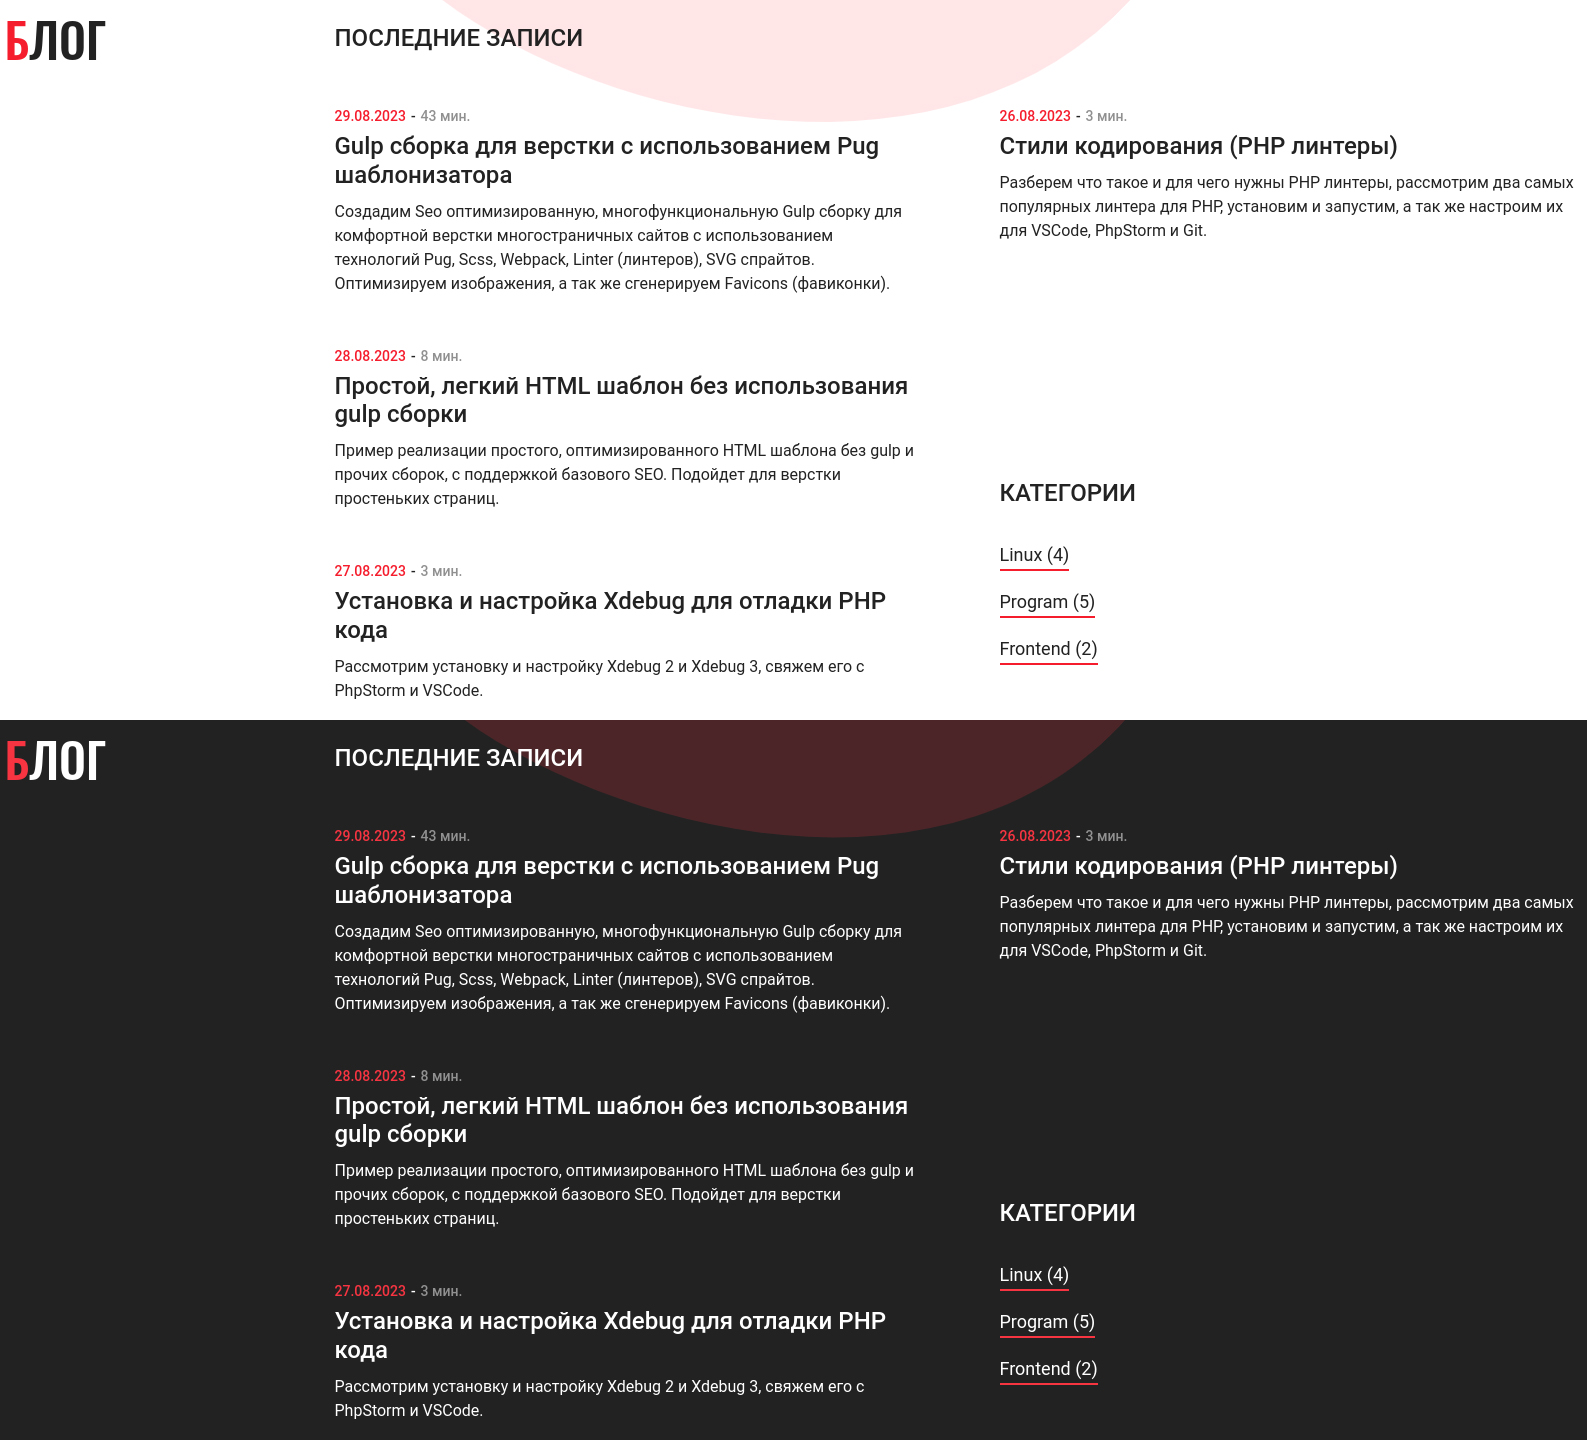 БЛОГ
ПОСЛЕДНИЕ ЗАПИСИ
29.08.2023 - 43 мин.
Gulp сборка для верстки с использованием Pug
шаблонизатора
Создадим Seo оптимизированную, многофункциональную Gulp сборку для
комфортной верстки многостраничных сайтов с использованием
технологий Pug, Scss, Webpack, Linter (линтеров), SVG спрайтов.
Оптимизируем изображения, а так же сгенерируем Favicons (фавиконки).
28.08.2023 - 8 мин.
Простой, легкий HTML шаблон без использования
gulp сборки
Пример реализации простого, оптимизированного HTML шаблона без gulp и
прочих сборок, с поддержкой базового SEO. Подойдет для верстки
простеньких страниц.
27.08.2023 - 3 мин.
Установка и настройка Xdebug для отладки PHP
кода
Рассмотрим установку и настройку Xdebug 2 и Xdebug 3, свяжем его с
PhpStorm и VSCode.
26.08.2023 - 3 мин.
Стили кодирования (PHP линтеры)
Разберем что такое и для чего нужны PHP линтеры, рассмотрим два самых
популярных линтера для PHP, установим и запустим, а так же настроим их
для VSCode, PhpStorm и Git.
КАТЕГОРИИ
Linux (4)
Program (5)
Frontend (2)
БЛОГ
ПОСЛЕДНИЕ ЗАПИСИ
29.08.2023 - 43 мин.
Gulp сборка для верстки с использованием Pug
шаблонизатора
Создадим Seo оптимизированную, многофункциональную Gulp сборку для
комфортной верстки многостраничных сайтов с использованием
технологий Pug, Scss, Webpack, Linter (линтеров), SVG спрайтов.
Оптимизируем изображения, а так же сгенерируем Favicons (фавиконки).
28.08.2023 - 8 мин.
Простой, легкий HTML шаблон без использования
gulp сборки
Пример реализации простого, оптимизированного HTML шаблона без gulp и
прочих сборок, с поддержкой базового SEO. Подойдет для верстки
простеньких страниц.
27.08.2023 - 3 мин.
Установка и настройка Xdebug для отладки PHP
кода
Рассмотрим установку и настройку Xdebug 2 и Xdebug 3, свяжем его с
PhpStorm и VSCode.
26.08.2023 - 3 мин.
Стили кодирования (PHP линтеры)
Разберем что такое и для чего нужны PHP линтеры, рассмотрим два самых
популярных линтера для PHP, установим и запустим, а так же настроим их
для VSCode, PhpStorm и Git.
КАТЕГОРИИ
Linux (4)
Program (5)
Frontend (2)